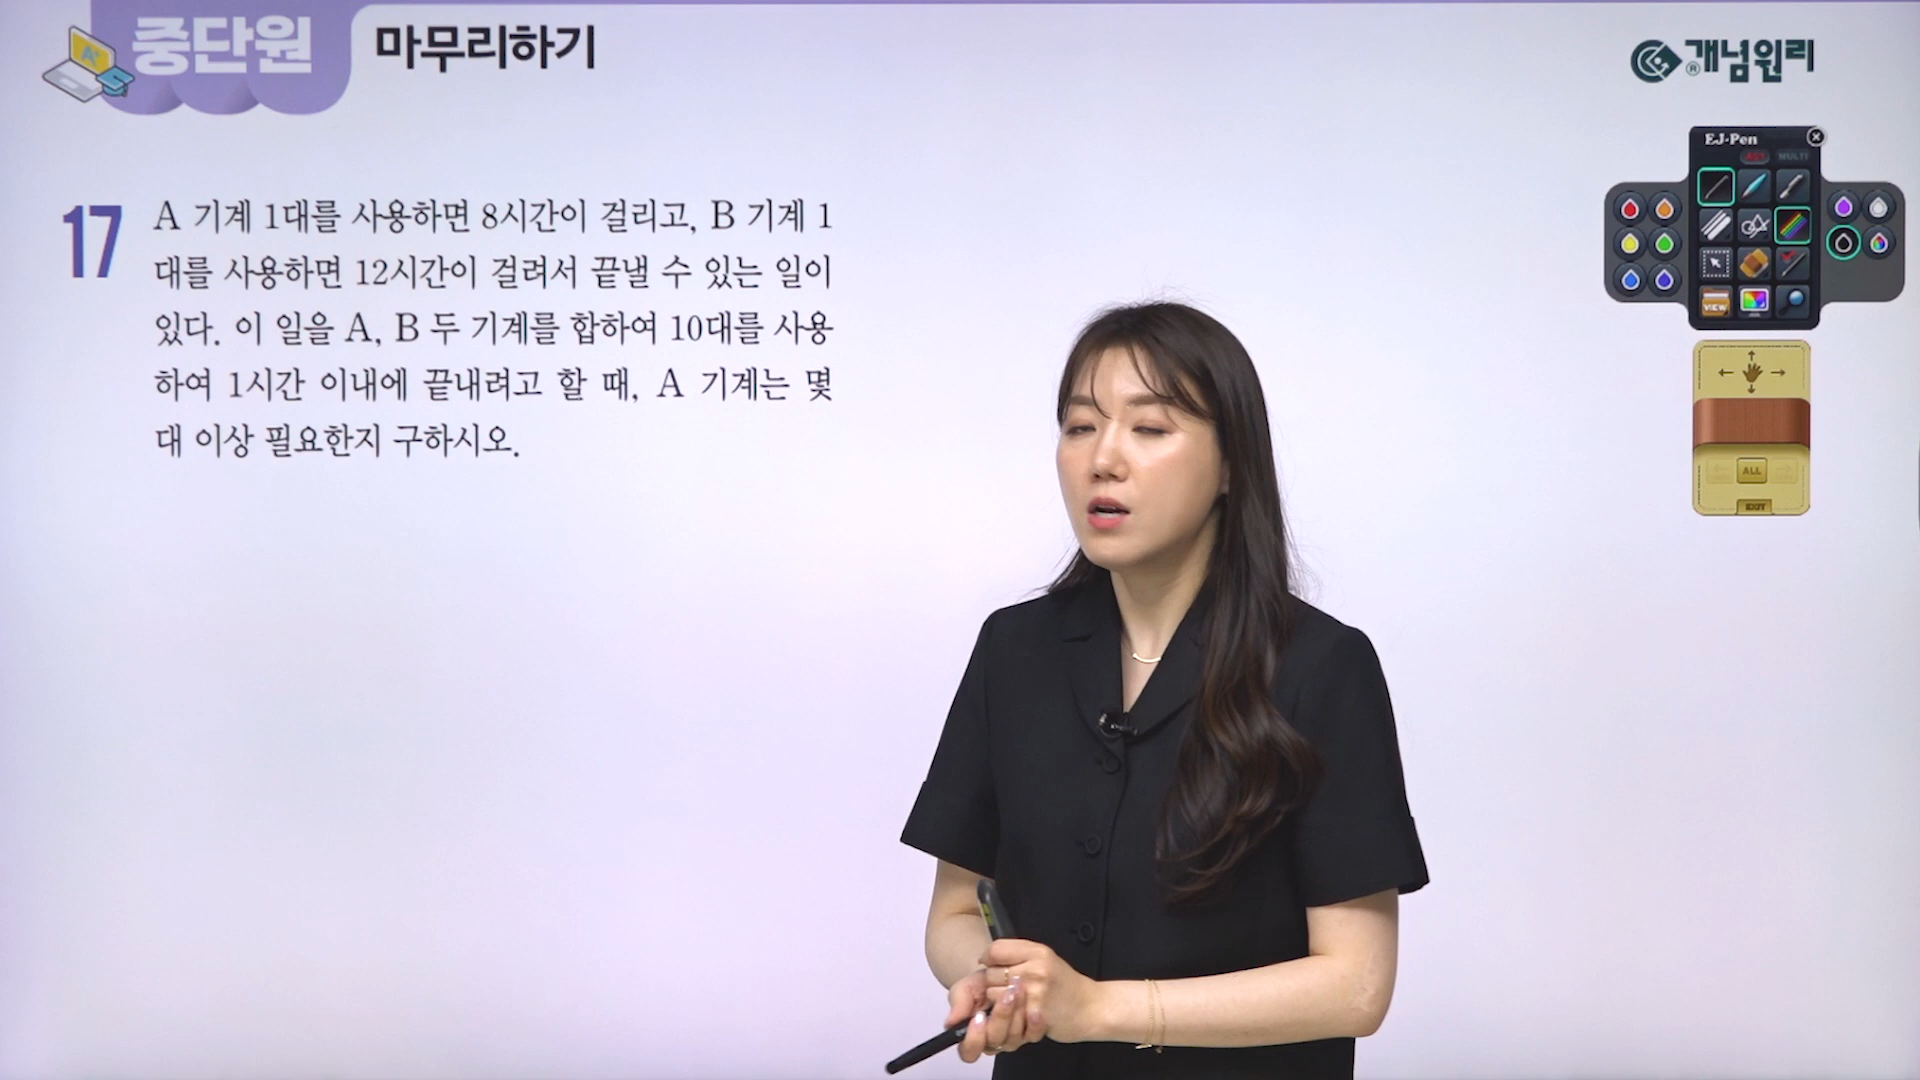 중단원 마무리하기
개념원리
EJ-Pen
MULTI
17 A 기계 1대를 사용하면 8시간이 걸리고, B 기계 1
대를 사용하면 12시간이 걸려서 끝낼 수 있는 일이
있다. 이 일을 A, B 두 기계를 합하여 10대를 사용
하여 1시간 이내에 끝내려고 할 때, A 기계는 몇
대 이상 필요한지 구하시오.
VIEW
ALL
EXIT